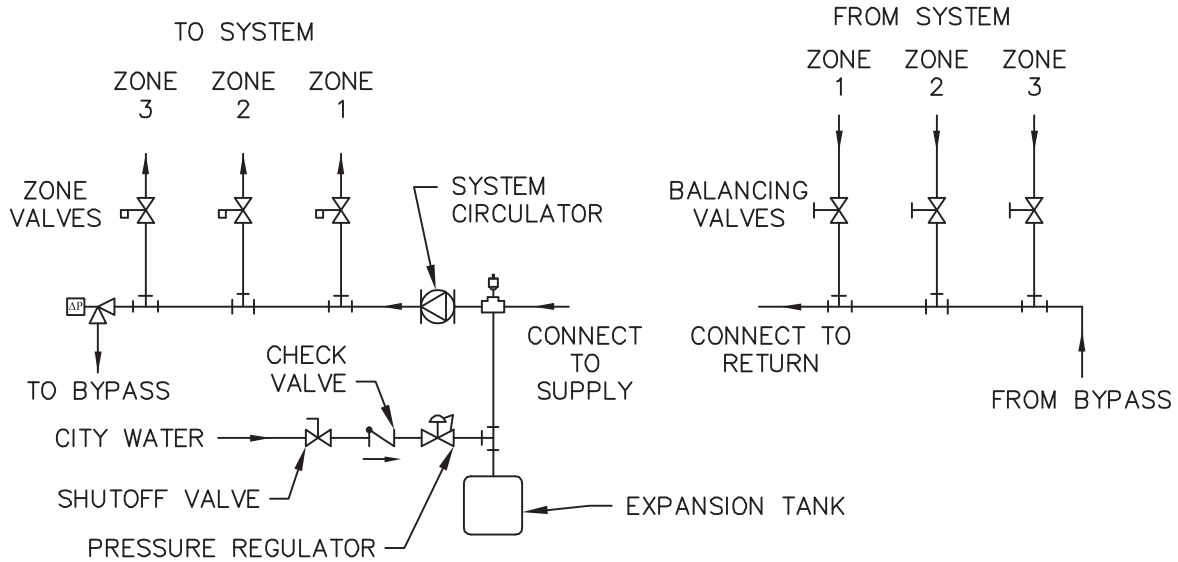 TO SYSTEM
ZONE
3
ZONE
2
ZONE
1
ZONE
VALVES
SYSTEM
CIRCULATOR
ΔP
TO BYPASS
CONNECT
TO
SUPPLY
CHECK
VALVE
CITY WATER
SHUTOFF VALVE
PRESSURE REGULATOR
EXPANSION TANK
FROM SYSTEM
ZONE
1
ZONE
2
ZONE
3
BALANCING
VALVES
CONNECT TO
RETURN
FROM BYPASS